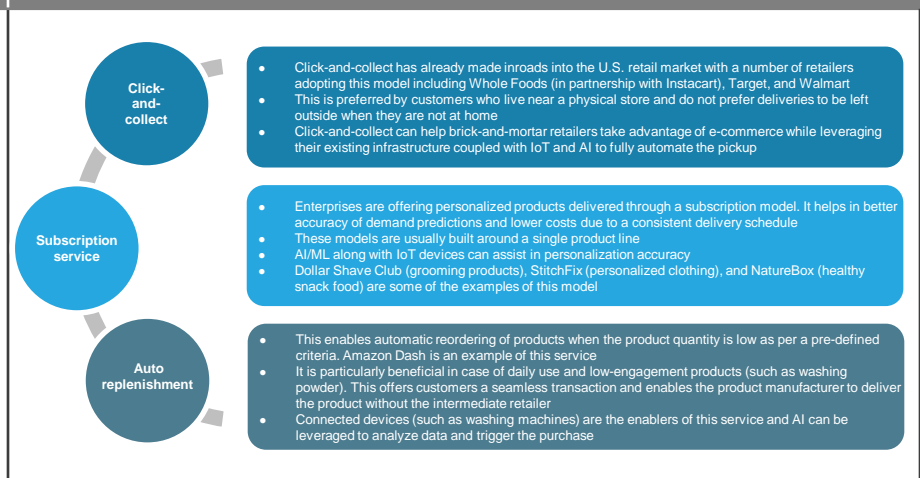 Click-
and-
collect
● Click-and-collect has already made inroads into the U.S. retail market with a number of retailers
adopting this model including Whole Foods (in partnership with Instacart), Target, and Walmart
● This is preferred by customers who live near a physical store and do not prefer deliveries to be left
outside when they are not at home
● Click-and-collect can help brick-and-mortar retailers take advantage of e-commerce while leveraging
their existing infrastructure coupled with IoT and AI to fully automate the pickup
Subscription
service
● Enterprises are offering personalized products delivered through a subscription model. It helps in better
accuracy of demand predictions and lower costs due to a consistent delivery schedule
● These models are usually built around a single product line
● AI/ML along with IoT devices can assist in personalization accuracy
● Dollar Shave Club (grooming products), StitchFix (personalized clothing), and NatureBox (healthy
snack food) are some of the examples of this model
Auto
replenishment
● This enables automatic reordering of products when the product quantity is low as per a pre-defined
criteria. Amazon Dash is an example of this service
● It is particularly beneficial in case of daily use and low-engagement products (such as washing
powder). This offers customers a seamless transaction and enables the product manufacturer to deliver
the product without the intermediate retailer
● Connected devices (such as washing machines) are the enablers of this service and AI can be
leveraged to analyze data and trigger the purchase